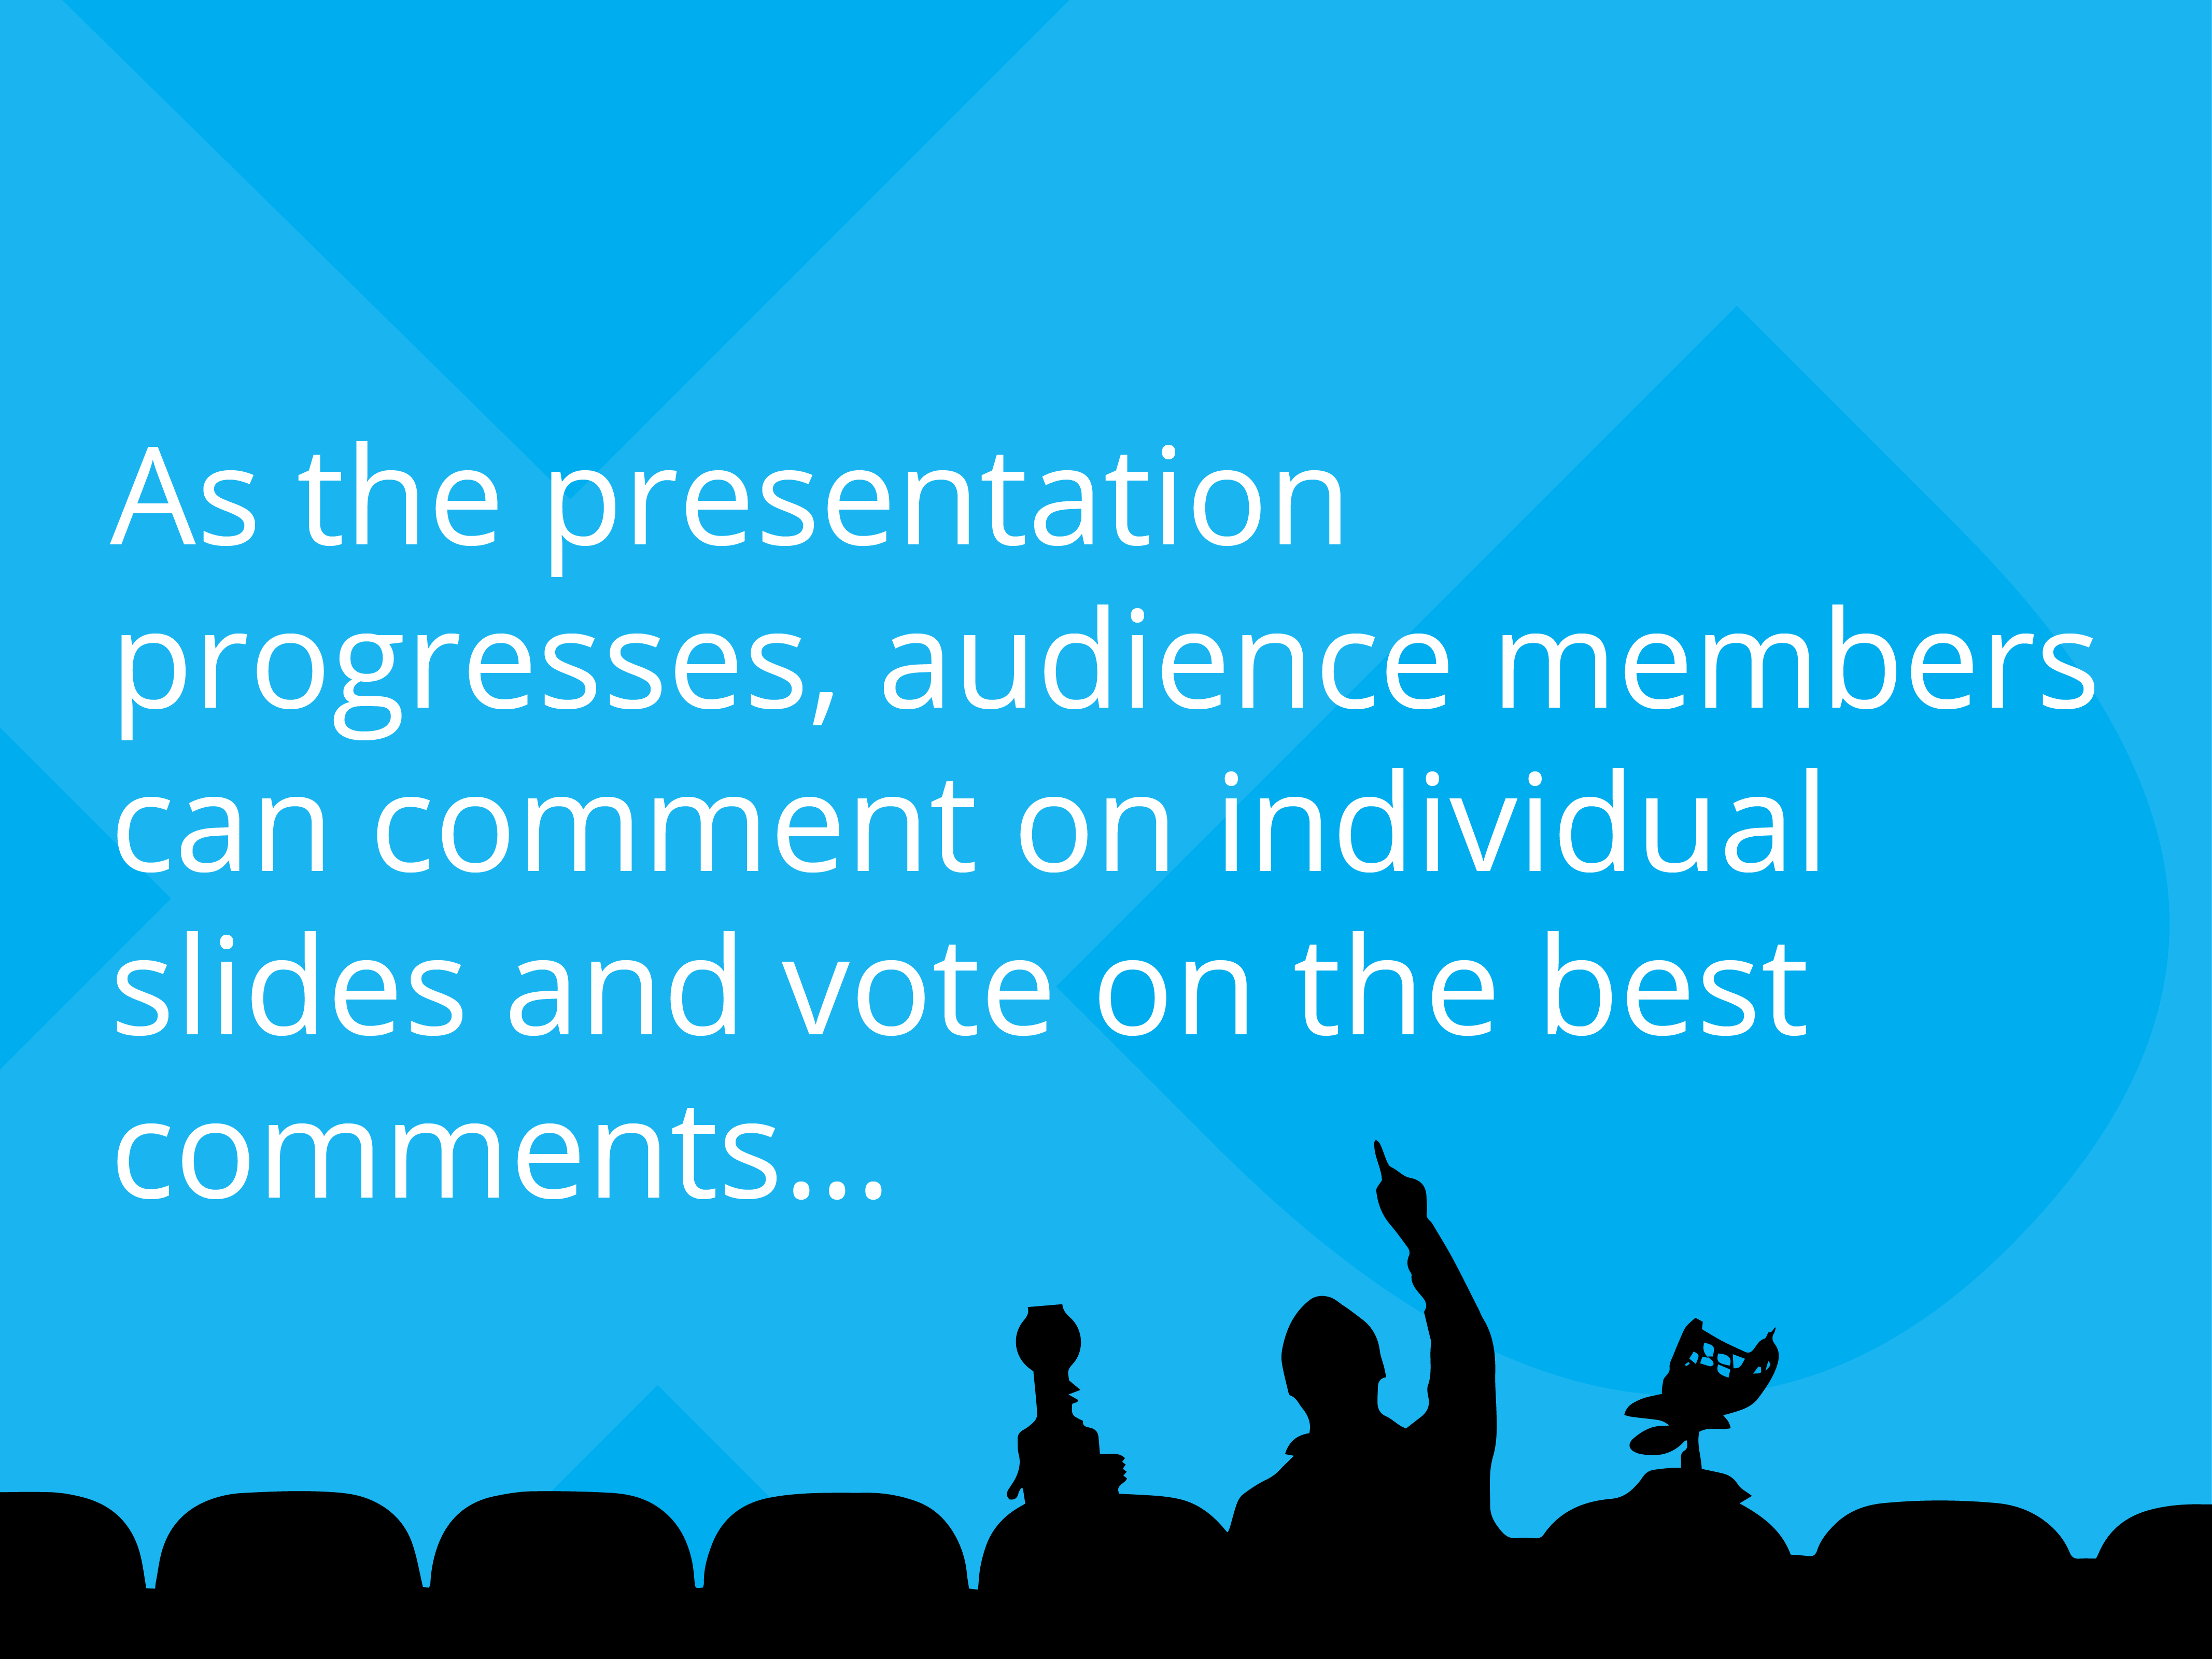 As the presentation
progresses, audience members
can comment on individual
slides and vote on the best
comments...